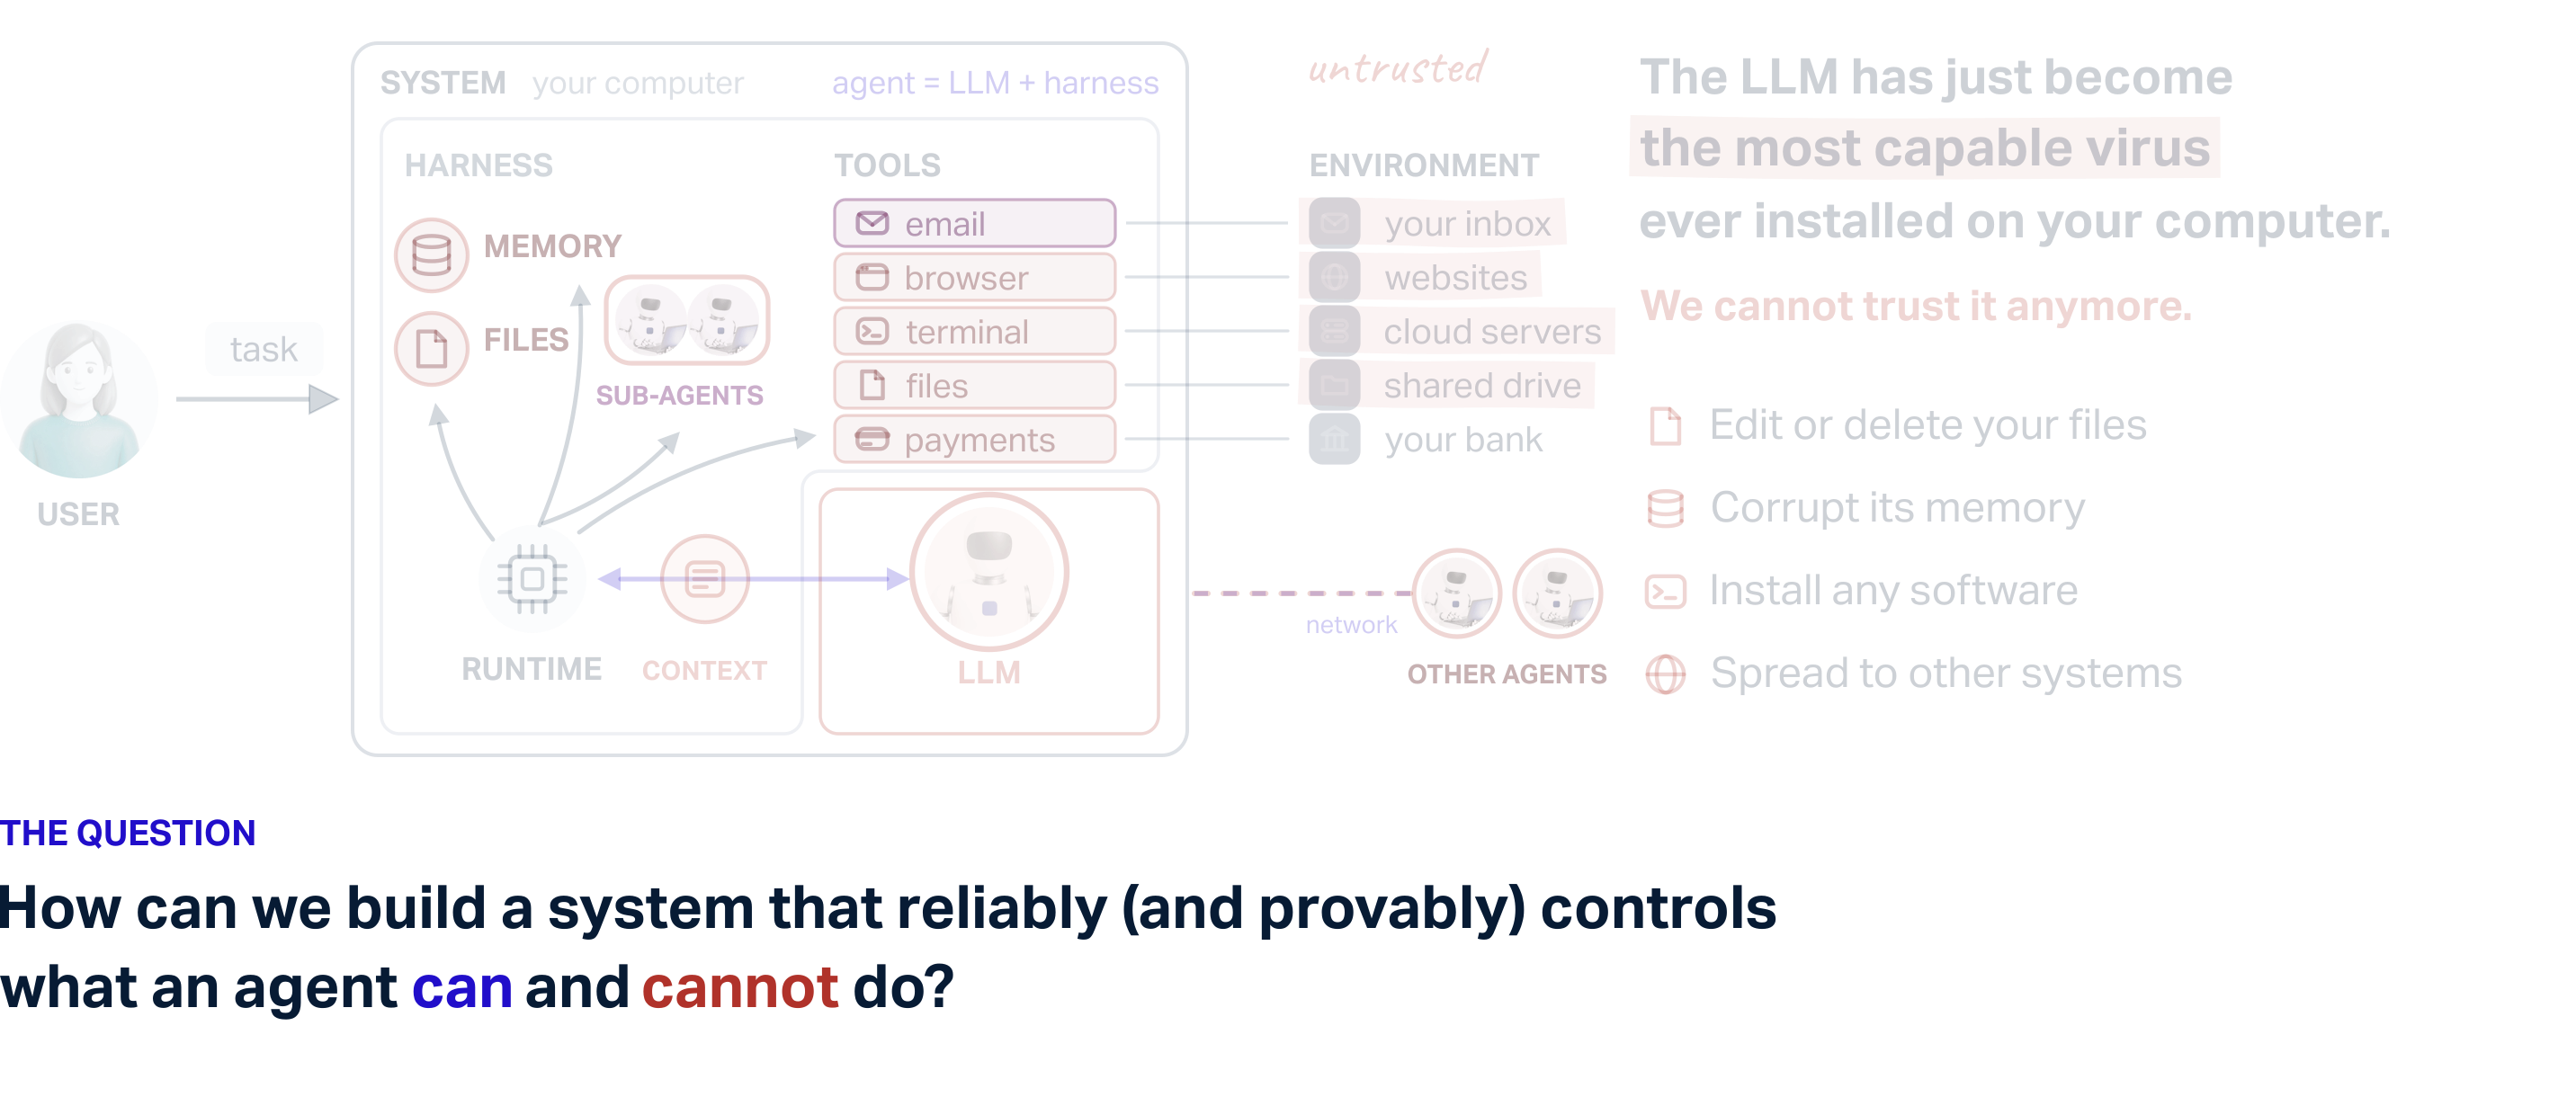 SYSTEM your computer agent = LLM + harness
HARNESS
MEMORY
FILES
SUB-AGENTS
TOOLS
email
browser
terminal
files
payments
task
USER
RUNTIME
CONTEXT
LLM
untrusted
ENVIRONMENT
your inbox
websites
cloud servers
shared drive
your bank
network
OTHER AGENTS
The LLM has just become
the most capable virus
ever installed on your computer.
We cannot trust it anymore.
Edit or delete your files
Corrupt its memory
Install any software
Spread to other systems
THE QUESTION
How can we build a system that reliably (and provably) controls
what an agent can and cannot do?